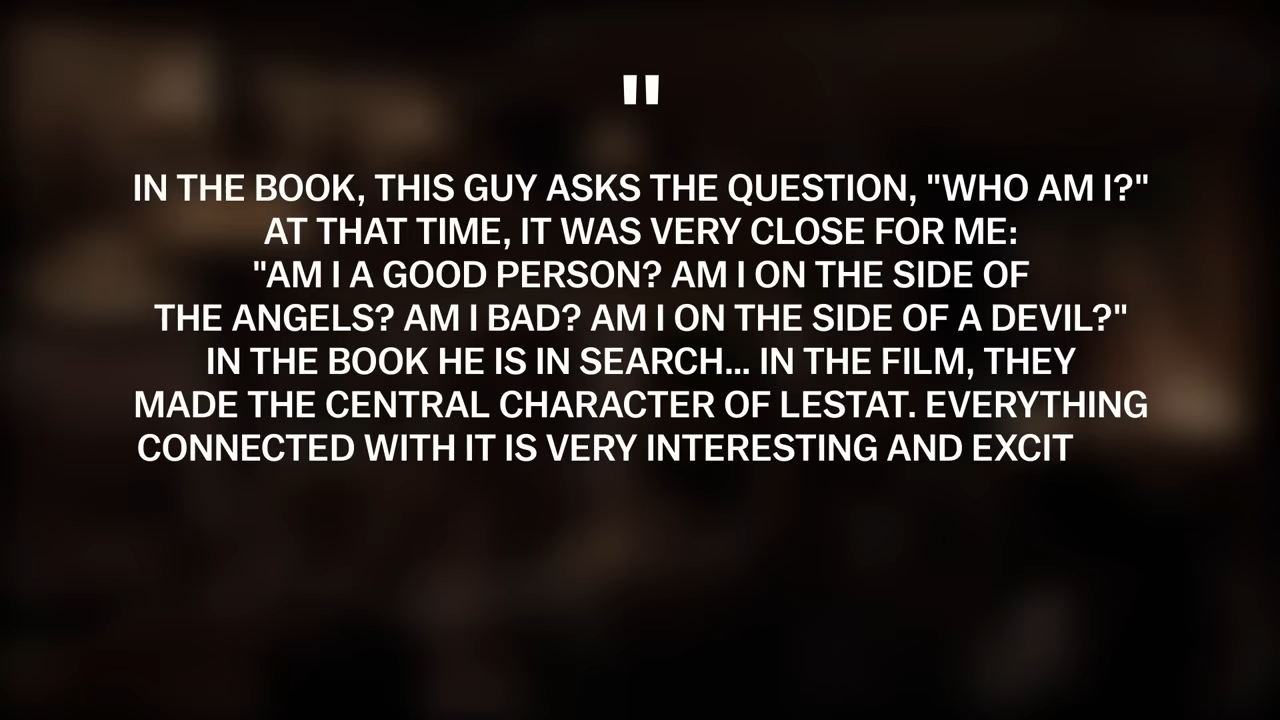 "
IN THE BOOK, THIS GUY ASKS THE QUESTION, "WHO AM I?"
AT THAT TIME, IT WAS VERY CLOSE FOR ME:
"AM I A GOOD PERSON? AM I ON THE SIDE OF
THE ANGELS? AM I BAD? AM I ON THE SIDE OF A DEVIL?"
IN THE BOOK HE IS IN SEARCH... IN THE FILM, THEY
MADE THE CENTRAL CHARACTER OF LESTAT. EVERYTHING
CONNECTED WITH IT IS VERY INTERESTING AND EXCIT